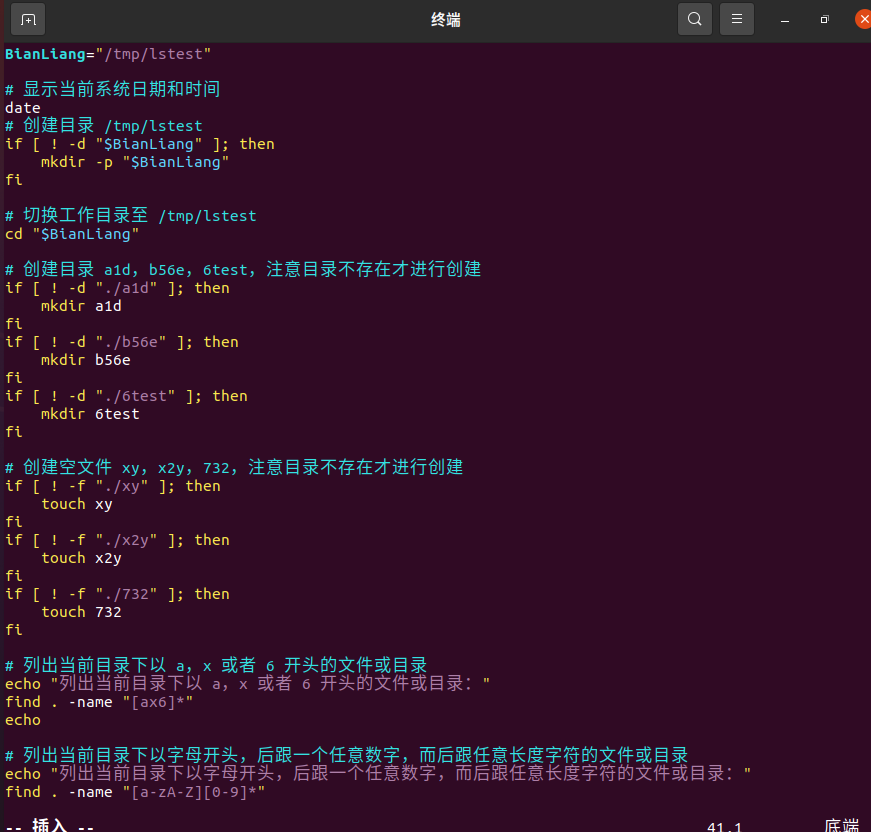 终端
BianLiang="/tmp/lstest"
# 显示当前系统日期和时间
date
# 创建目录 /tmp/lstest
if [ ! -d "$BianLiang" ]; then
    mkdir -p "$BianLiang"
fi
# 切换工作目录至 /tmp/lstest
cd "$BianLiang"
# 创建目录 a1d，b56e，6test，注意目录不存在才进行创建
if [ ! -d "./a1d" ]; then
    mkdir a1d
fi
if [ ! -d "./b56e" ]; then
    mkdir b56e
fi
if [ ! -d "./6test" ]; then
    mkdir 6test
fi
# 创建空文件 xy，x2y，732，注意目录不存在才进行创建
if [ ! -f "./xy" ]; then
    touch xy
fi
if [ ! -f "./x2y" ]; then
    touch x2y
fi
if [ ! -f "./732" ]; then
    touch 732
fi
# 列出当前目录下以 a，x 或者 6 开头的文件或目录
echo "列出当前目录下以 a，x 或者 6 开头的文件或目录："
find . -name "[ax6]*"
echo
# 列出当前目录下以字母开头，后跟一个任意数字，而后跟任意长度字符的文件或目录
echo "列出当前目录下以字母开头，后跟一个任意数字，而后跟任意长度字符的文件或目录："
find . -name "[a-zA-Z][0-9]*"
-- 插入 -- 41,1 底端